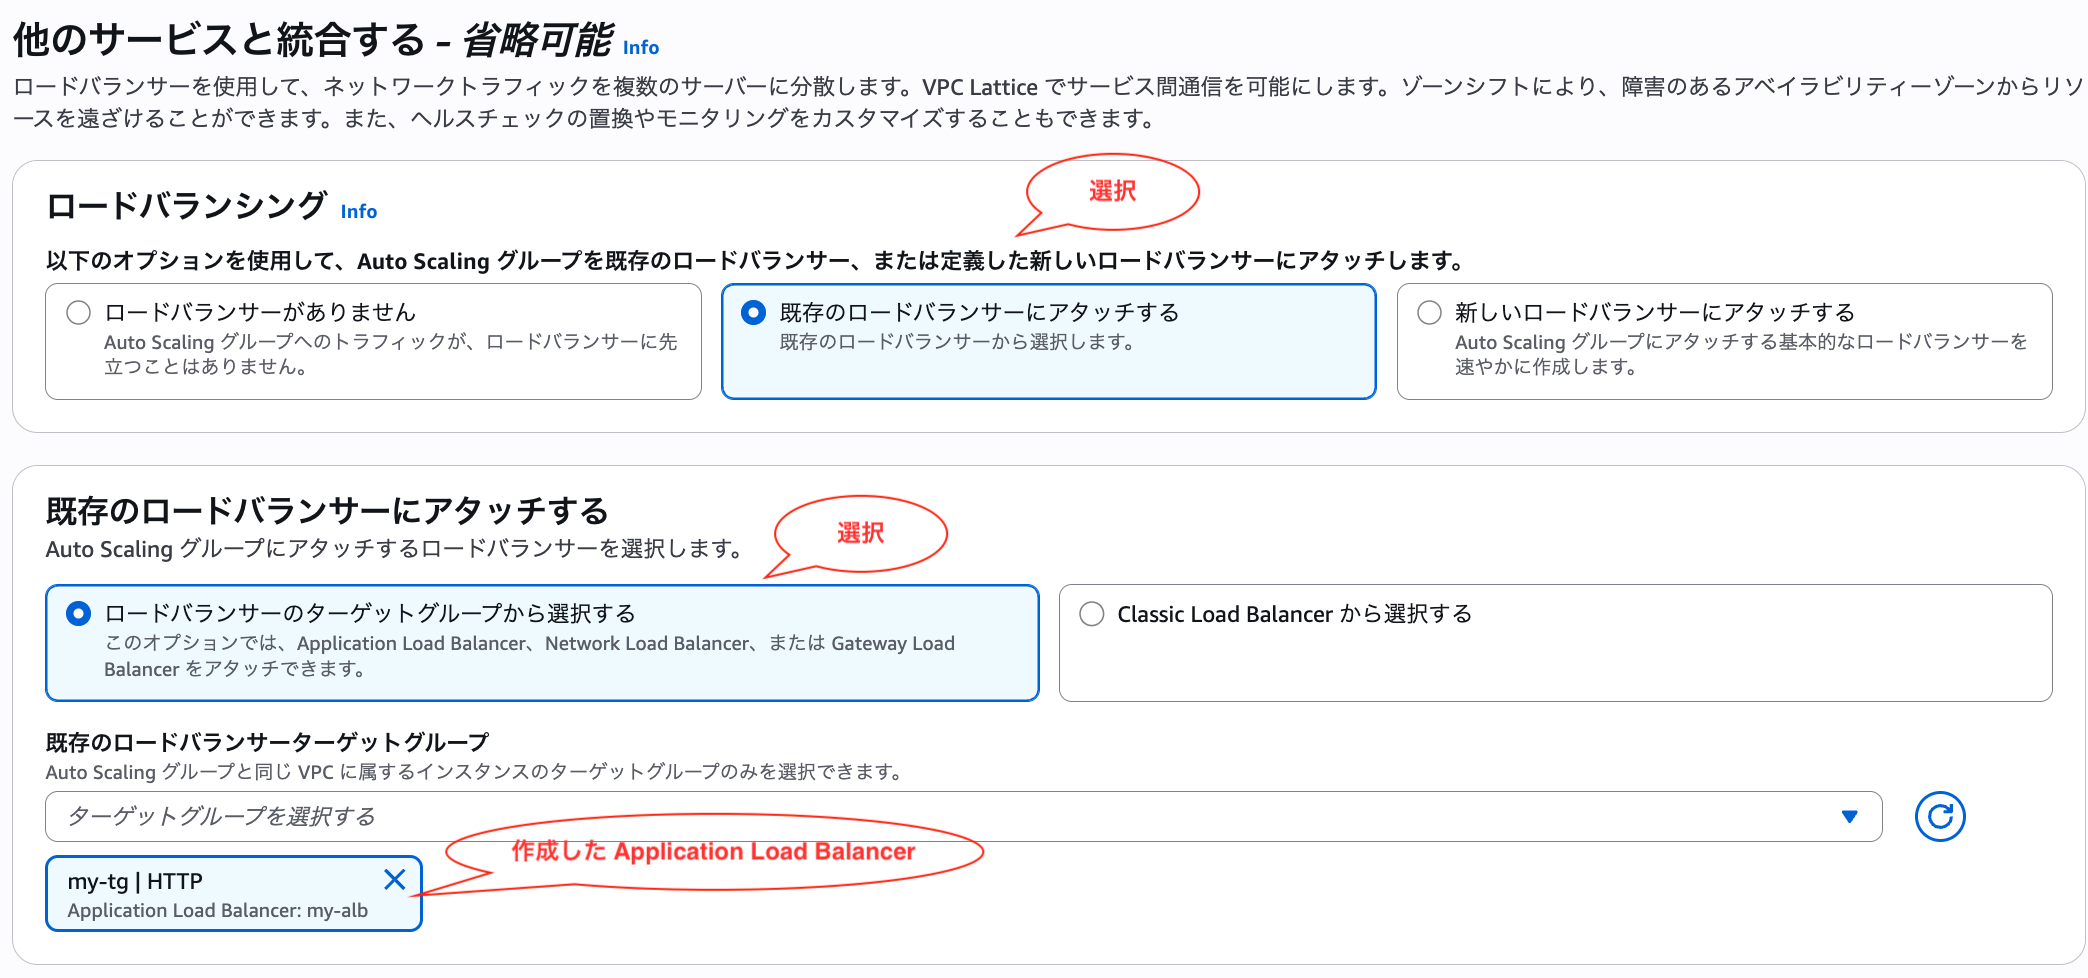 他のサービスと統合する - 省略可能 Info
ロードバランサーを使用して、ネットワークトラフィックを複数のサーバーに分散します。VPC Lattice でサービス間通信を可能にします。ゾーンシフトにより、障害のあるアベイラビリティーゾーンからリソ
ースを遠ざけることができます。また、ヘルスチェックの置換やモニタリングをカスタマイズすることもできます。
選択
ロードバランシング Info
以下のオプションを使用して、Auto Scaling グループを既存のロードバランサー、または定義した新しいロードバランサーにアタッチします。
ロードバランサーがありません
Auto Scaling グループへのトラフィックが、ロードバランサーに先
立つことはありません。
既存のロードバランサーにアタッチする
既存のロードバランサーから選択します。
新しいロードバランサーにアタッチする
Auto Scaling グループにアタッチする基本的なロードバランサーを
速やかに作成します。
既存のロードバランサーにアタッチする
選択
Auto Scaling グループにアタッチするロードバランサーを選択します。
ロードバランサーのターゲットグループから選択する
このオプションでは、Application Load Balancer、Network Load Balancer、または Gateway Load
Balancer をアタッチできます。
Classic Load Balancer から選択する
既存のロードバランサーターゲットグループ
Auto Scaling グループと同じ VPC に属するインスタンスのターゲットグループのみを選択できます。
ターゲットグループを選択する
作成した Application Load Balancer
my-tg | HTTP
Application Load Balancer: my-alb